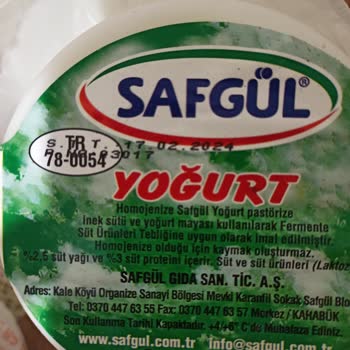 SAFGÜL®
S.T.T. 17.02.2024
TR
78-0054
YOĞURT
Homojenize Safgül Yoğurt pastörize
İnek sütü ve yoğurt mayası kullanılarak Fermente
Süt Ürünleri Tebliğine uygun olarak imal edilmiştir.
Homojenize olduğu için kaymak oluşturmaz.
%2,5 süt yağı ve %3 süt proteini içerir. Süt ve süt ürünleri (Laktoz
SAFGÜL GIDA SAN. TİC. A.Ş.
Adres: Kale Köyü Organize Sanayi Bölgesi Mevkii Karanfil Sokak Safgül Blo
Tel: 0370 447 63 55 Fax: 0370 447 63 57 Merkez / KARABÜK
Son Kullanma Tarihi Kapaktadır. +4/+6° C'de Muhafaza Ediniz.
www.safgul.com.tr info@safgul.com.t